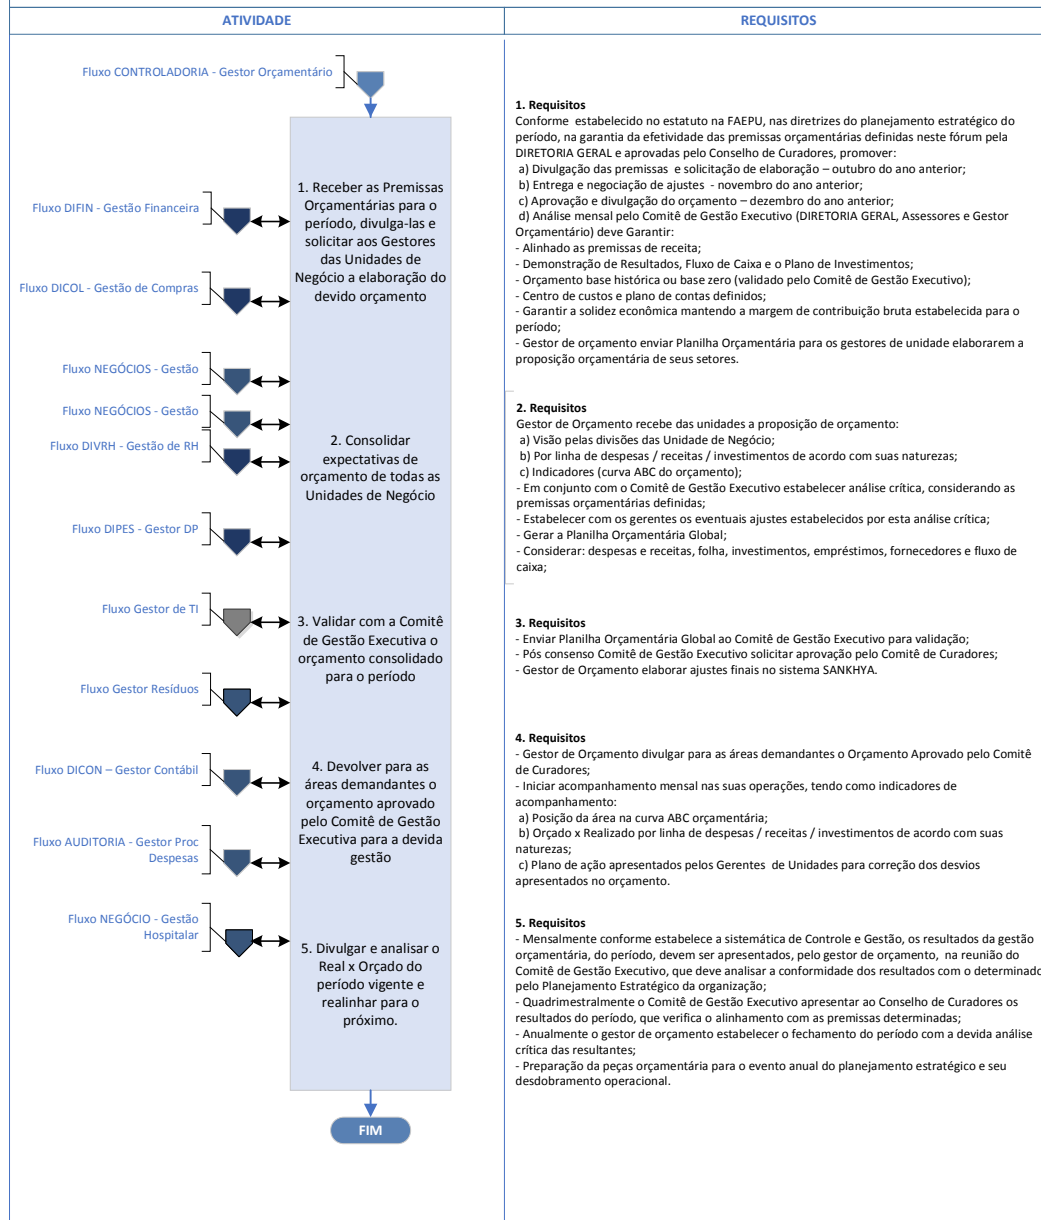 ATIVIDADE
REQUISITOS
Fluxo CONTROLADORIA - Gestor Orçamentário
Fluxo DIFIN - Gestão Financeira
Fluxo DICOL - Gestão de Compras
Fluxo NEGÓCIOS - Gestão
Fluxo NEGÓCIOS - Gestão
Fluxo DIVRH - Gestão de RH
Fluxo DIPES - Gestor DP
Fluxo Gestor de TI
Fluxo Gestor Resíduos
Fluxo DICON – Gestor Contábil
Fluxo AUDITORIA - Gestor Proc
Despesas
Fluxo NEGÓCIO - Gestão
Hospitalar
1. Receber as Premissas
Orçamentárias para o
período, divulga-las e
solicitar aos Gestores
das Unidades de
Negócio a elaboração do
devido orçamento
2. Consolidar
expectativas de
orçamento de todas as
Unidades de Negócio
3. Validar com a Comitê
de Gestão Executiva o
orçamento consolidado
para o período
4. Devolver para as
áreas demandantes o
orçamento aprovado
pelo Comitê de Gestão
Executiva para a devida
gestão
5. Divulgar e analisar o
Real x Orçado do
período vigente e
realinhar para o
próximo.
FIM
1. Requisitos
Conforme estabelecido no estatuto na FAEPU, nas diretrizes do planejamento estratégico do
período, na garantia da efetividade das premissas orçamentárias definidas neste fórum pela
DIRETORIA GERAL e aprovadas pelo Conselho de Curadores, promover:
a) Divulgação das premissas e solicitação de elaboração – outubro do ano anterior;
b) Entrega e negociação de ajustes - novembro do ano anterior;
c) Aprovação e divulgação do orçamento – dezembro do ano anterior;
d) Análise mensal pelo Comitê de Gestão Executivo (DIRETORIA GERAL, Assessores e Gestor
Orçamentário) deve Garantir:
- Alinhado as premissas de receita;
- Demonstração de Resultados, Fluxo de Caixa e o Plano de Investimentos;
- Orçamento base histórica ou base zero (validado pelo Comitê de Gestão Executivo);
- Centro de custos e plano de contas definidos;
- Garantir a solidez econômica mantendo a margem de contribuição bruta estabelecida para o
período;
- Gestor de orçamento enviar Planilha Orçamentária para os gestores de unidade elaborarem a
proposição orçamentária de seus setores.
2. Requisitos
Gestor de Orçamento recebe das unidades a proposição de orçamento:
a) Visão pelas divisões das Unidade de Negócio;
b) Por linha de despesas / receitas / investimentos de acordo com suas naturezas;
c) Indicadores (curva ABC do orçamento);
- Em conjunto com o Comitê de Gestão Executivo estabelecer análise crítica, considerando as
premissas orçamentárias definidas;
- Estabelecer com os gerentes os eventuais ajustes estabelecidos por esta análise crítica;
- Gerar a Planilha Orçamentária Global;
- Considerar: despesas e receitas, folha, investimentos, empréstimos, fornecedores e fluxo de
caixa;
3. Requisitos
- Enviar Planilha Orçamentária Global ao Comitê de Gestão Executivo para validação;
- Pós consenso Comitê de Gestão Executivo solicitar aprovação pelo Comitê de Curadores;
- Gestor de Orçamento elaborar ajustes finais no sistema SANKHYA.
4. Requisitos
- Gestor de Orçamento divulgar para as áreas demandantes o Orçamento Aprovado pelo Comitê
de Curadores;
- Iniciar acompanhamento mensal nas suas operações, tendo como indicadores de
acompanhamento:
a) Posição da área na curva ABC orçamentária;
b) Orçado x Realizado por linha de despesas / receitas / investimentos de acordo com suas
naturezas;
c) Plano de ação apresentados pelos Gerentes de Unidades para correção dos desvios
apresentados no orçamento.
5. Requisitos
- Mensalmente conforme estabelece a sistemática de Controle e Gestão, os resultados da gestão
orçamentária, do período, devem ser apresentados, pelo gestor de orçamento, na reunião do
Comitê de Gestão Executivo, que deve analisar a conformidade dos resultados com o determinado
pelo Planejamento Estratégico da organização;
- Quadrimestralmente o Comitê de Gestão Executivo apresentar ao Conselho de Curadores os
resultados do período, que verifica o alinhamento com as premissas determinadas;
- Anualmente o gestor de orçamento estabelecer o fechamento do período com a devida análise
crítica das resultantes;
- Preparação da peças orçamentária para o evento anual do planejamento estratégico e seu
desdobramento operacional.